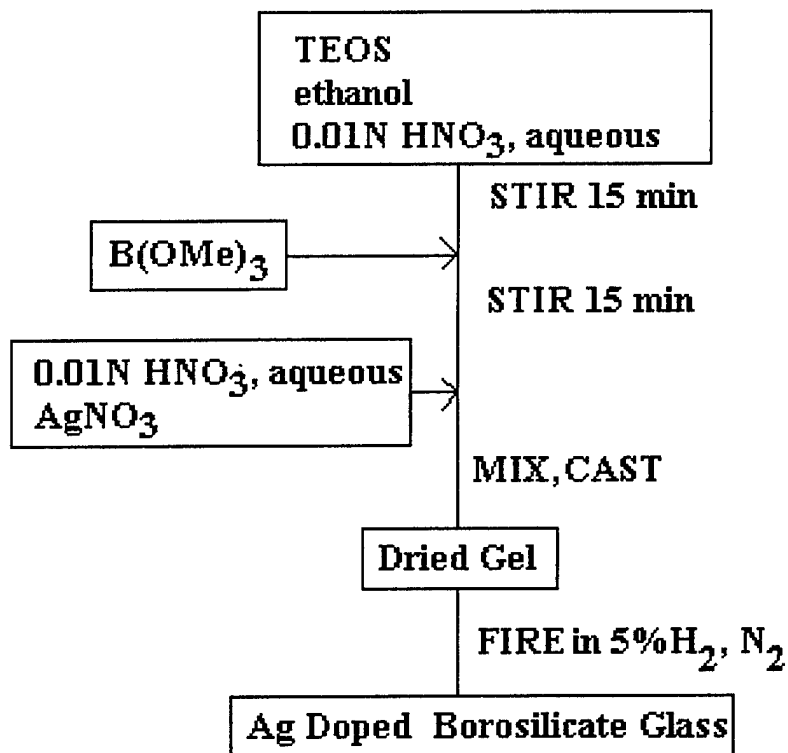 TEOS
ethanol
0.01N HNO₃, aqueous
STIR 15 min
B(OMe)₃
STIR 15 min
0.01N HNO₃, aqueous
AgNO₃
MIX, CAST
Dried Gel
FIRE in 5%H₂, N₂
Ag Doped Borosilicate Glass